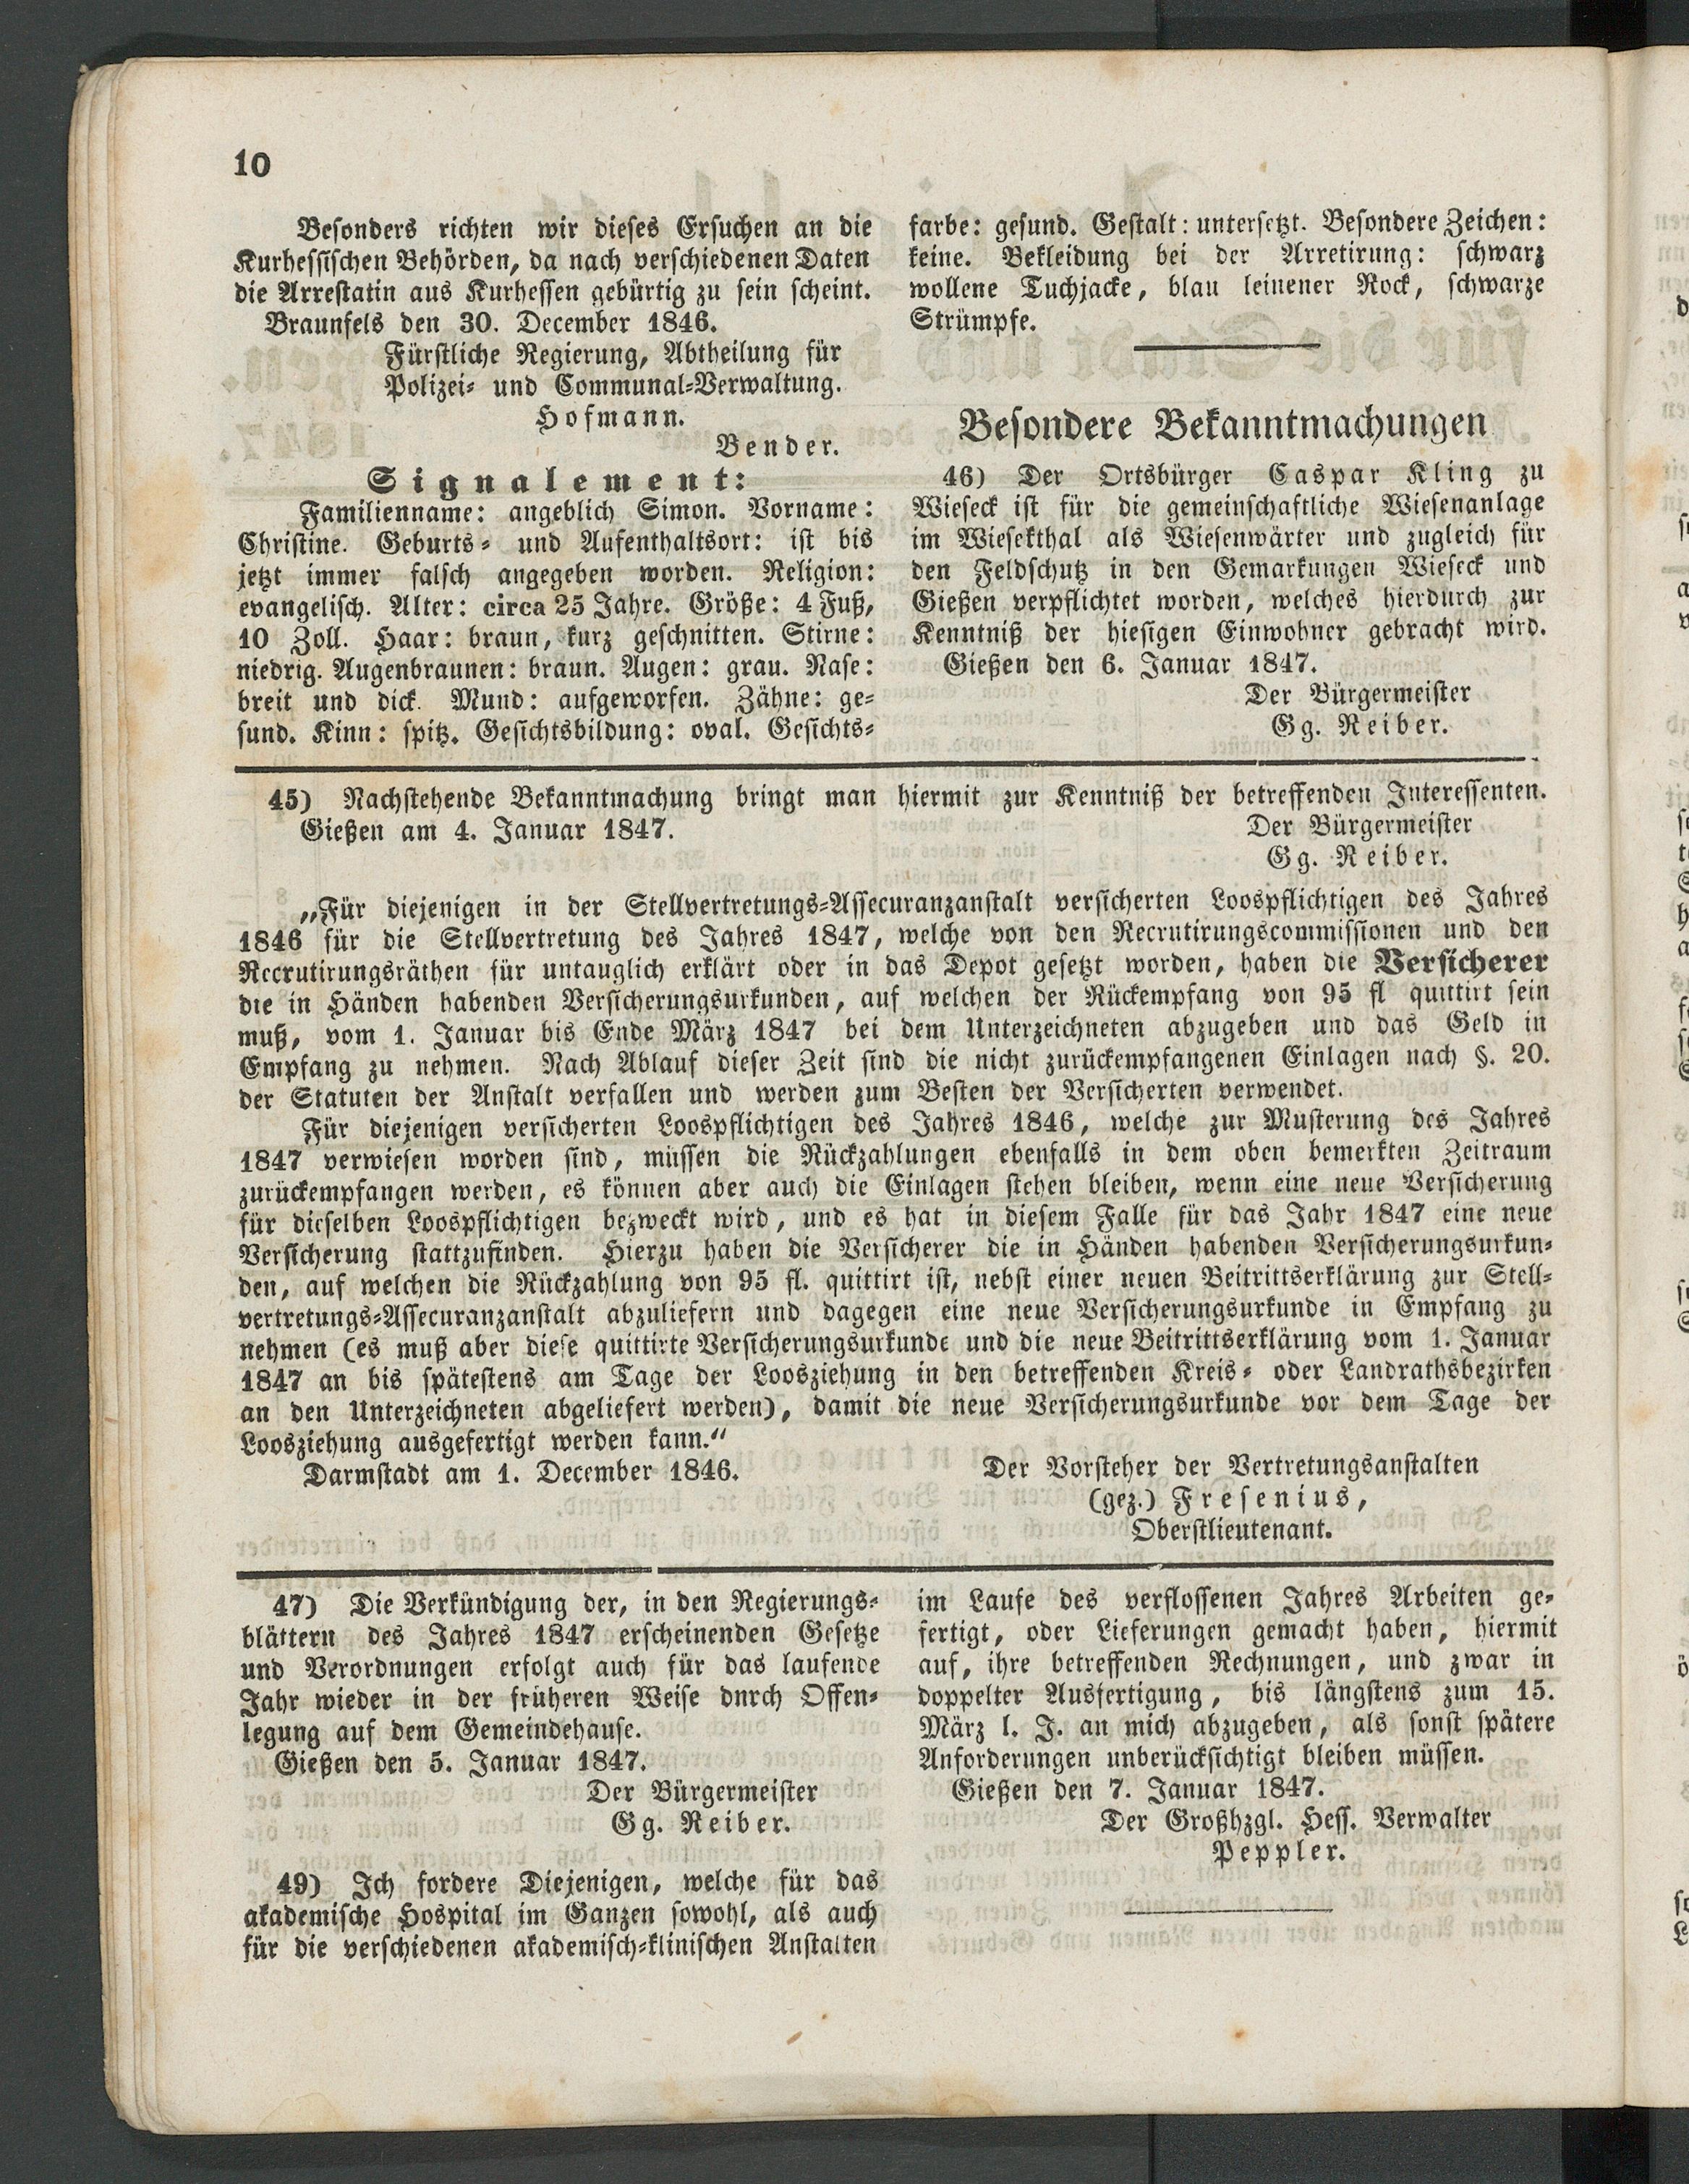 10
Besonders richten wir dieses Ersuchen an die
Kurhessischen Behörden, da nach verschiedenen Daten
die Arrestatin aus Kurhessen gebürtig zu sein scheint.
Braunfels den 30. December 1846.
Fürstliche Regierung, Abtheilung für
Polizei- und Communal-Verwaltung.
Hofmann.
Bender.
Signalement:
Familienname: angeblich Simon. Vorname:
Christine. Geburts- und Aufenthaltsort: ist bis
jetzt immer falsch angegeben worden. Religion:
evangelisch. Alter: circa 25 Jahre. Größe: 4 Fuß,
10 Zoll. Haar: braun, kurz geschnitten. Stirne:
niedrig. Augenbraunen: braun. Augen: grau. Nase:
breit und dick. Mund: aufgeworfen. Zähne: ge-
sund. Kinn: spitz. Gesichtsbildung: oval. Gesichts-
farbe: gesund. Gestalt: untersetzt. Besondere Zeichen:
keine. Bekleidung bei der Arretirung: schwarz
wollene Tuchjacke, blau leinener Rock, schwarze
Strümpfe.
Besondere Bekanntmachungen
46) Der Ortsbürger Caspar Kling zu
Wieseck ist für die gemeinschaftliche Wiesenanlage
im Wiesekthal als Wiesenwärter und zugleich für
den Feldschutz in den Gemarkungen Wieseck und
Gießen verpflichtet worden, welches hierdurch zur
Kenntniß der hiesigen Einwohner gebracht wird.
Gießen den 6. Januar 1847.
Der Bürgermeister
Gg. Reiber.
45) Nachstehende Bekanntmachung bringt man hiermit zur Kenntniß der betreffenden Interessenten.
Gießen am 4. Januar 1847.
Der Bürgermeister
Gg. Reiber.
„Für diejenigen in der Stellvertretungs-Assecuranzanstalt versicherten Loospflichtigen des Jahres
1846 für die Stellvertretung des Jahres 1847, welche von den Recrutirungscommissionen und den
Recrutirungsräthen für untauglich erklärt oder in das Depot gesetzt worden, haben die Versicherer
die in Händen habenden Versicherungsurkunden, auf welchen der Rückempfang von 95 fl quittirt sein
muß, vom 1. Januar bis Ende März 1847 bei dem Unterzeichneten abzugeben und das Geld in
Empfang zu nehmen. Nach Ablauf dieser Zeit sind die nicht zurückempfangenen Einlagen nach §. 20.
der Statuten der Anstalt verfallen und werden zum Besten der Versicherten verwendet.
Für diejenigen versicherten Loospflichtigen des Jahres 1846, welche zur Musterung des Jahres
1847 verwiesen worden sind, müssen die Rückzahlungen ebenfalls in dem oben bemerkten Zeitraum
zurückempfangen werden, es können aber auch die Einlagen stehen bleiben, wenn eine neue Versicherung
für dieselben Loospflichtigen bezweckt wird, und es hat in diesem Falle für das Jahr 1847 eine neue
Versicherung stattzufinden. Hierzu haben die Versicherer die in Händen habenden Versicherungsurkun-
den, auf welchen die Rückzahlung von 95 fl. quittirt ist, nebst einer neuen Beitrittserklärung zur Stell-
vertretungs-Assecuranzanstalt abzuliefern und dagegen eine neue Versicherungsurkunde in Empfang zu
nehmen (es muß aber diese quittirte Versicherungsurkunde und die neue Beitrittserklärung vom 1. Januar
1847 an bis spätestens am Tage der Loosziehung in den betreffenden Kreis- oder Landrathsbezirken
an den Unterzeichneten abgeliefert werden), damit die neue Versicherungsurkunde vor dem Tage der
Loosziehung ausgefertigt werden kann.“
Darmstadt am 1. December 1846.
Der Vorsteher der Vertretungsanstalten
(gez.) Fresenius,
Oberstlieutenant.
47) Die Verkündigung der, in den Regierungs-
blättern des Jahres 1847 erscheinenden Gesetze
und Verordnungen erfolgt auch für das laufende
Jahr wieder in der früheren Weise dnrch Offen-
legung auf dem Gemeindehause.
Gießen den 5. Januar 1847.
Der Bürgermeister
Gg. Reiber.
49) Ich fordere Diejenigen, welche für das
akademische Hospital im Ganzen sowohl, als auch
für die verschiedenen akademisch-klinischen Anstalten
im Laufe des verflossenen Jahres Arbeiten ge-
fertigt, oder Lieferungen gemacht haben, hiermit
auf, ihre betreffenden Rechnungen, und zwar in
doppelter Ausfertigung, bis längstens zum 15.
März l. J. an mich abzugeben, als sonst spätere
Anforderungen unberücksichtigt bleiben müssen.
Gießen den 7. Januar 1847.
Der Großhzgl. Hess. Verwalter
Peppler.